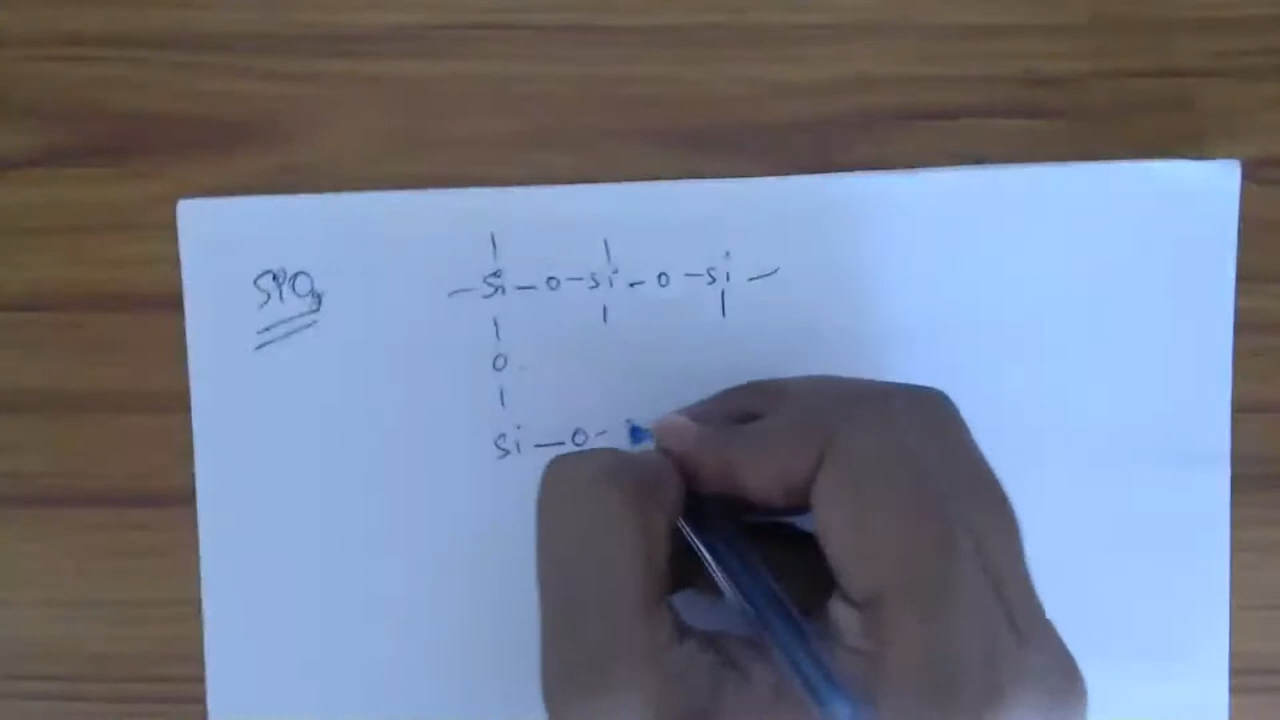 SiO₂
| | 
— Si — O — Si — O — Si —
| | |
O
|
Si — O —